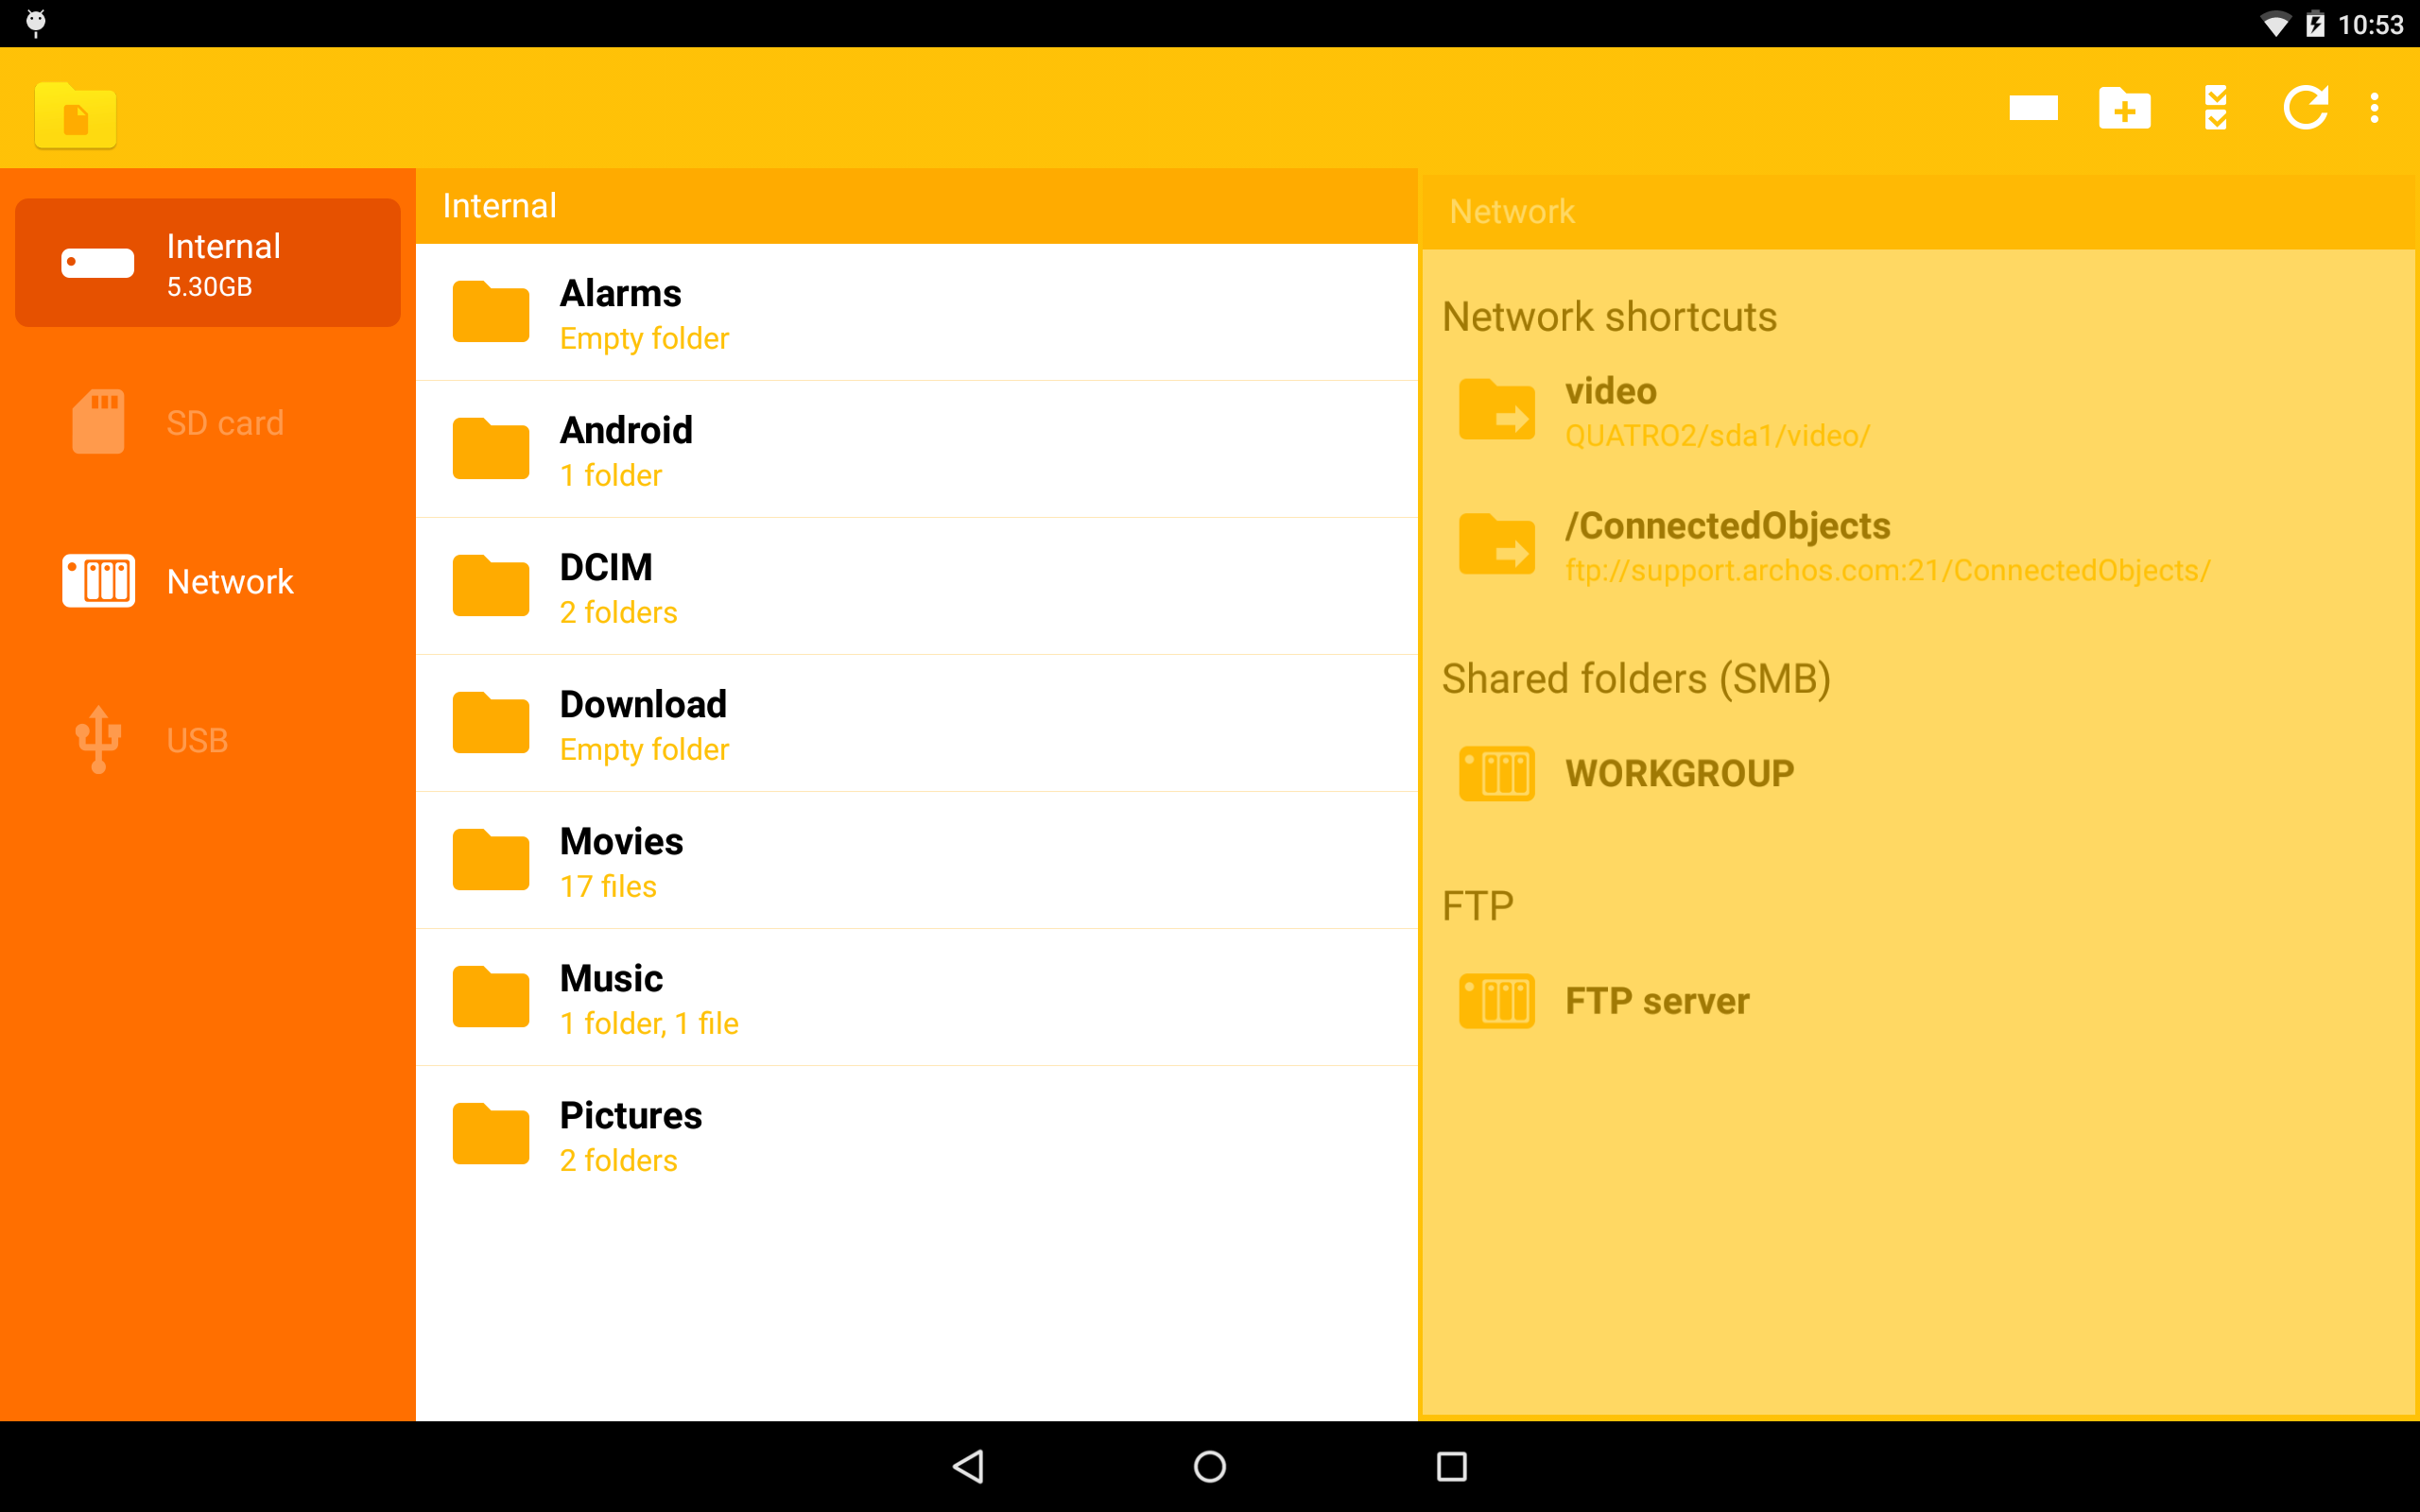 10:53
Internal
5.30GB
SD card
Network
USB
Internal
Alarms
Empty folder
Android
1 folder
DCIM
2 folders
Download
Empty folder
Movies
17 files
Music
1 folder, 1 file
Pictures
2 folders
Network
Network shortcuts
video
QUATRO2/sda1/video/
/ConnectedObjects
ftp://support.archos.com:21/ConnectedObjects/
Shared folders (SMB)
WORKGROUP
FTP
FTP server